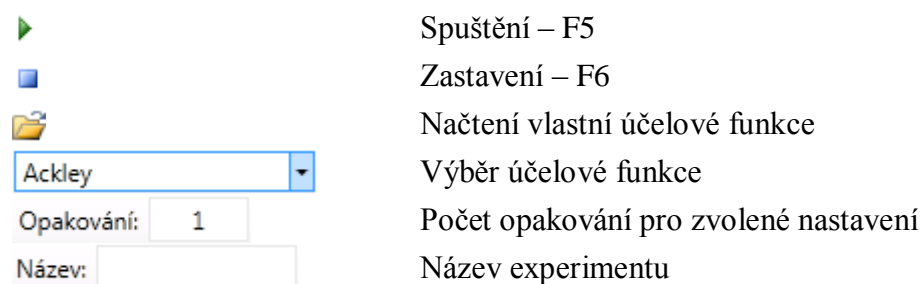 Spuštění – F5
Zastavení – F6
Načtení vlastní účelové funkce
Ackley Výběr účelové funkce
Opakování: 1 Počet opakování pro zvolené nastavení
Název: Název experimentu